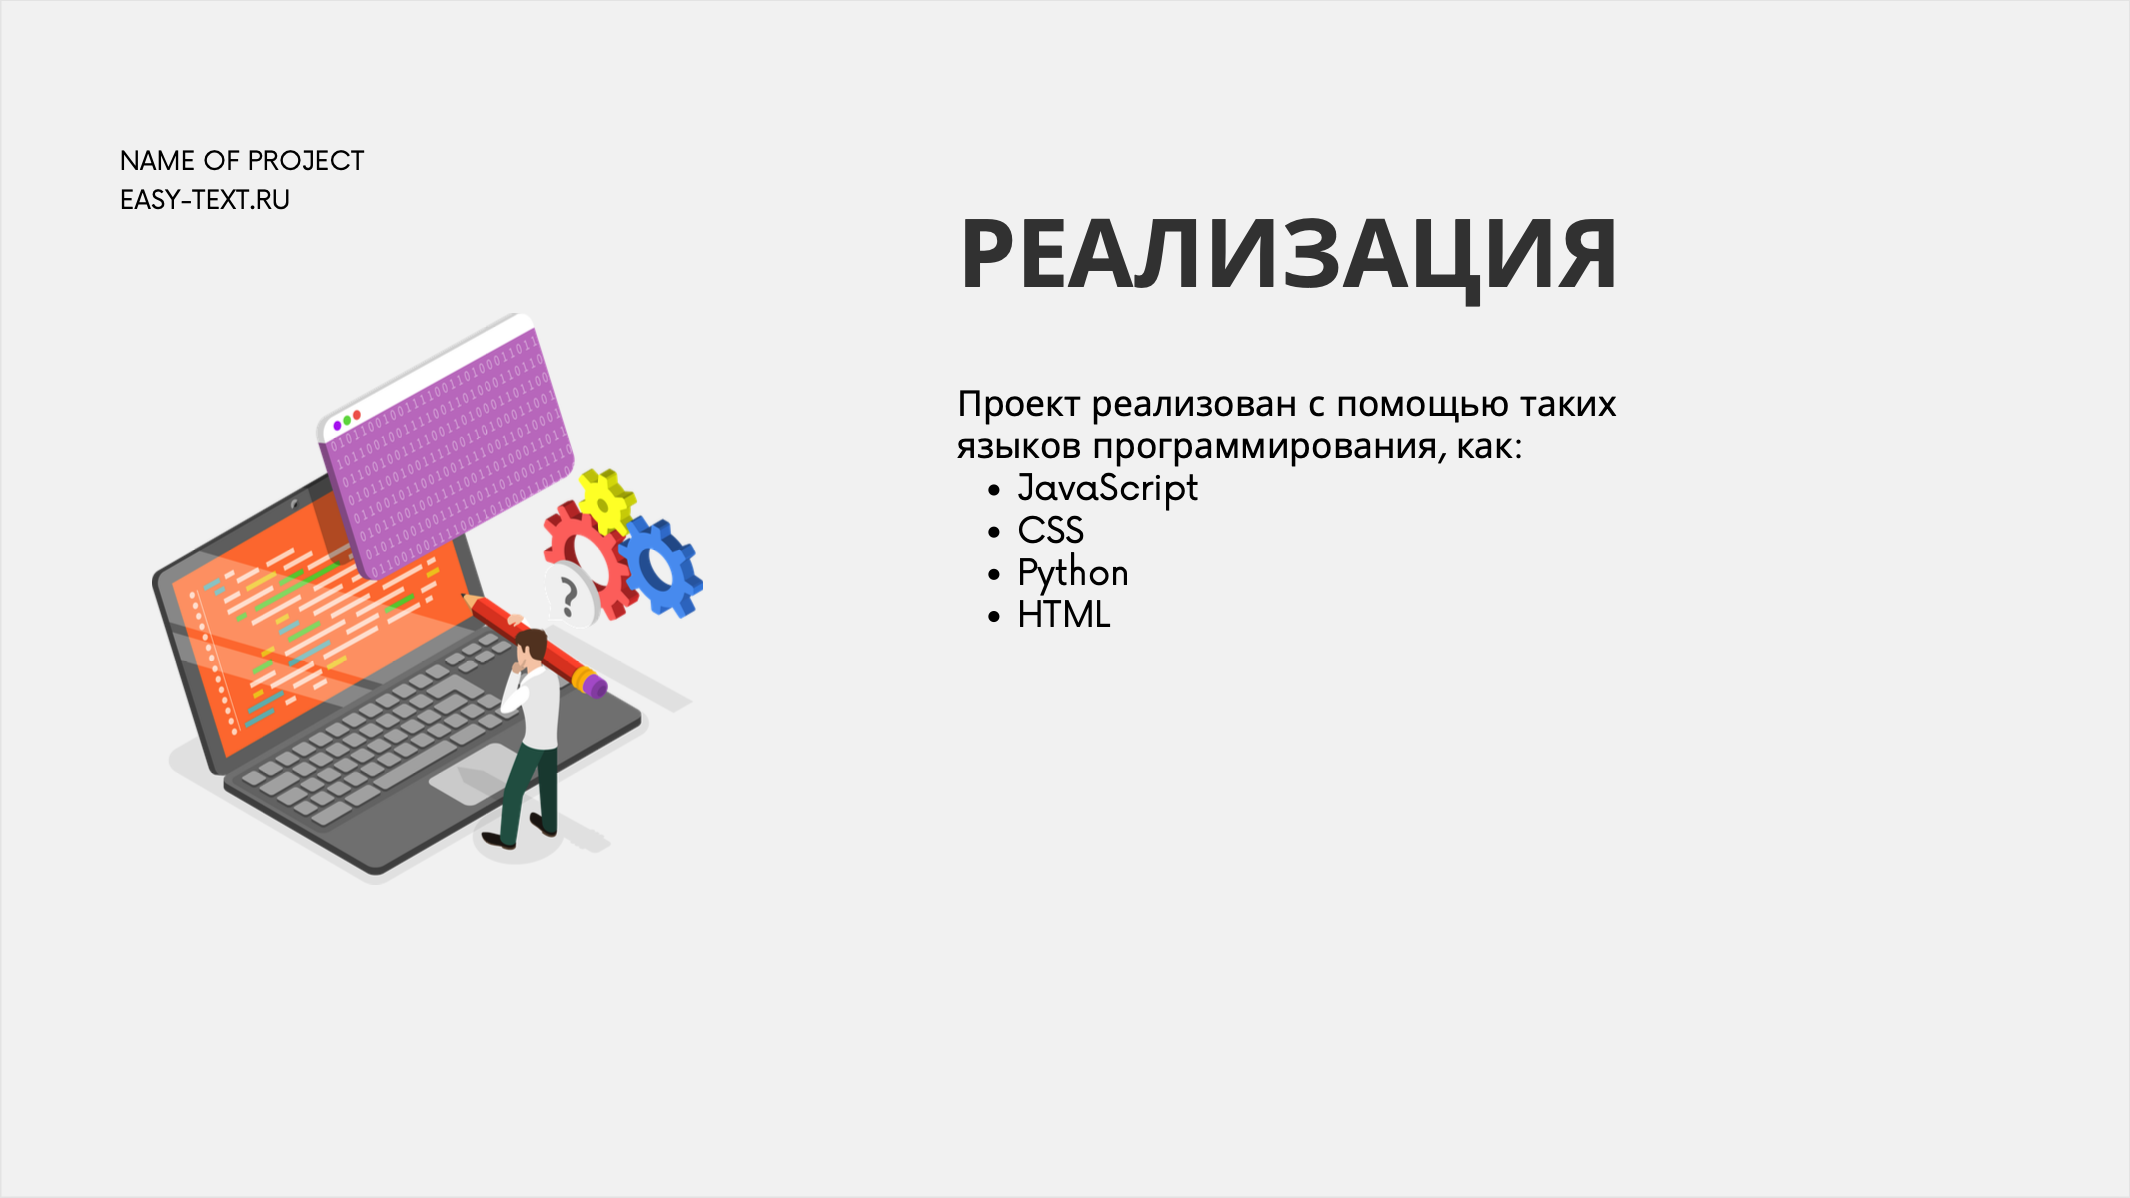 NAME OF PROJECT
EASY-TEXT.RU
РЕАЛИЗАЦИЯ
Проект реализован с помощью таких
языков программирования, как:
• JavaScript
• CSS
• Python
• HTML
?